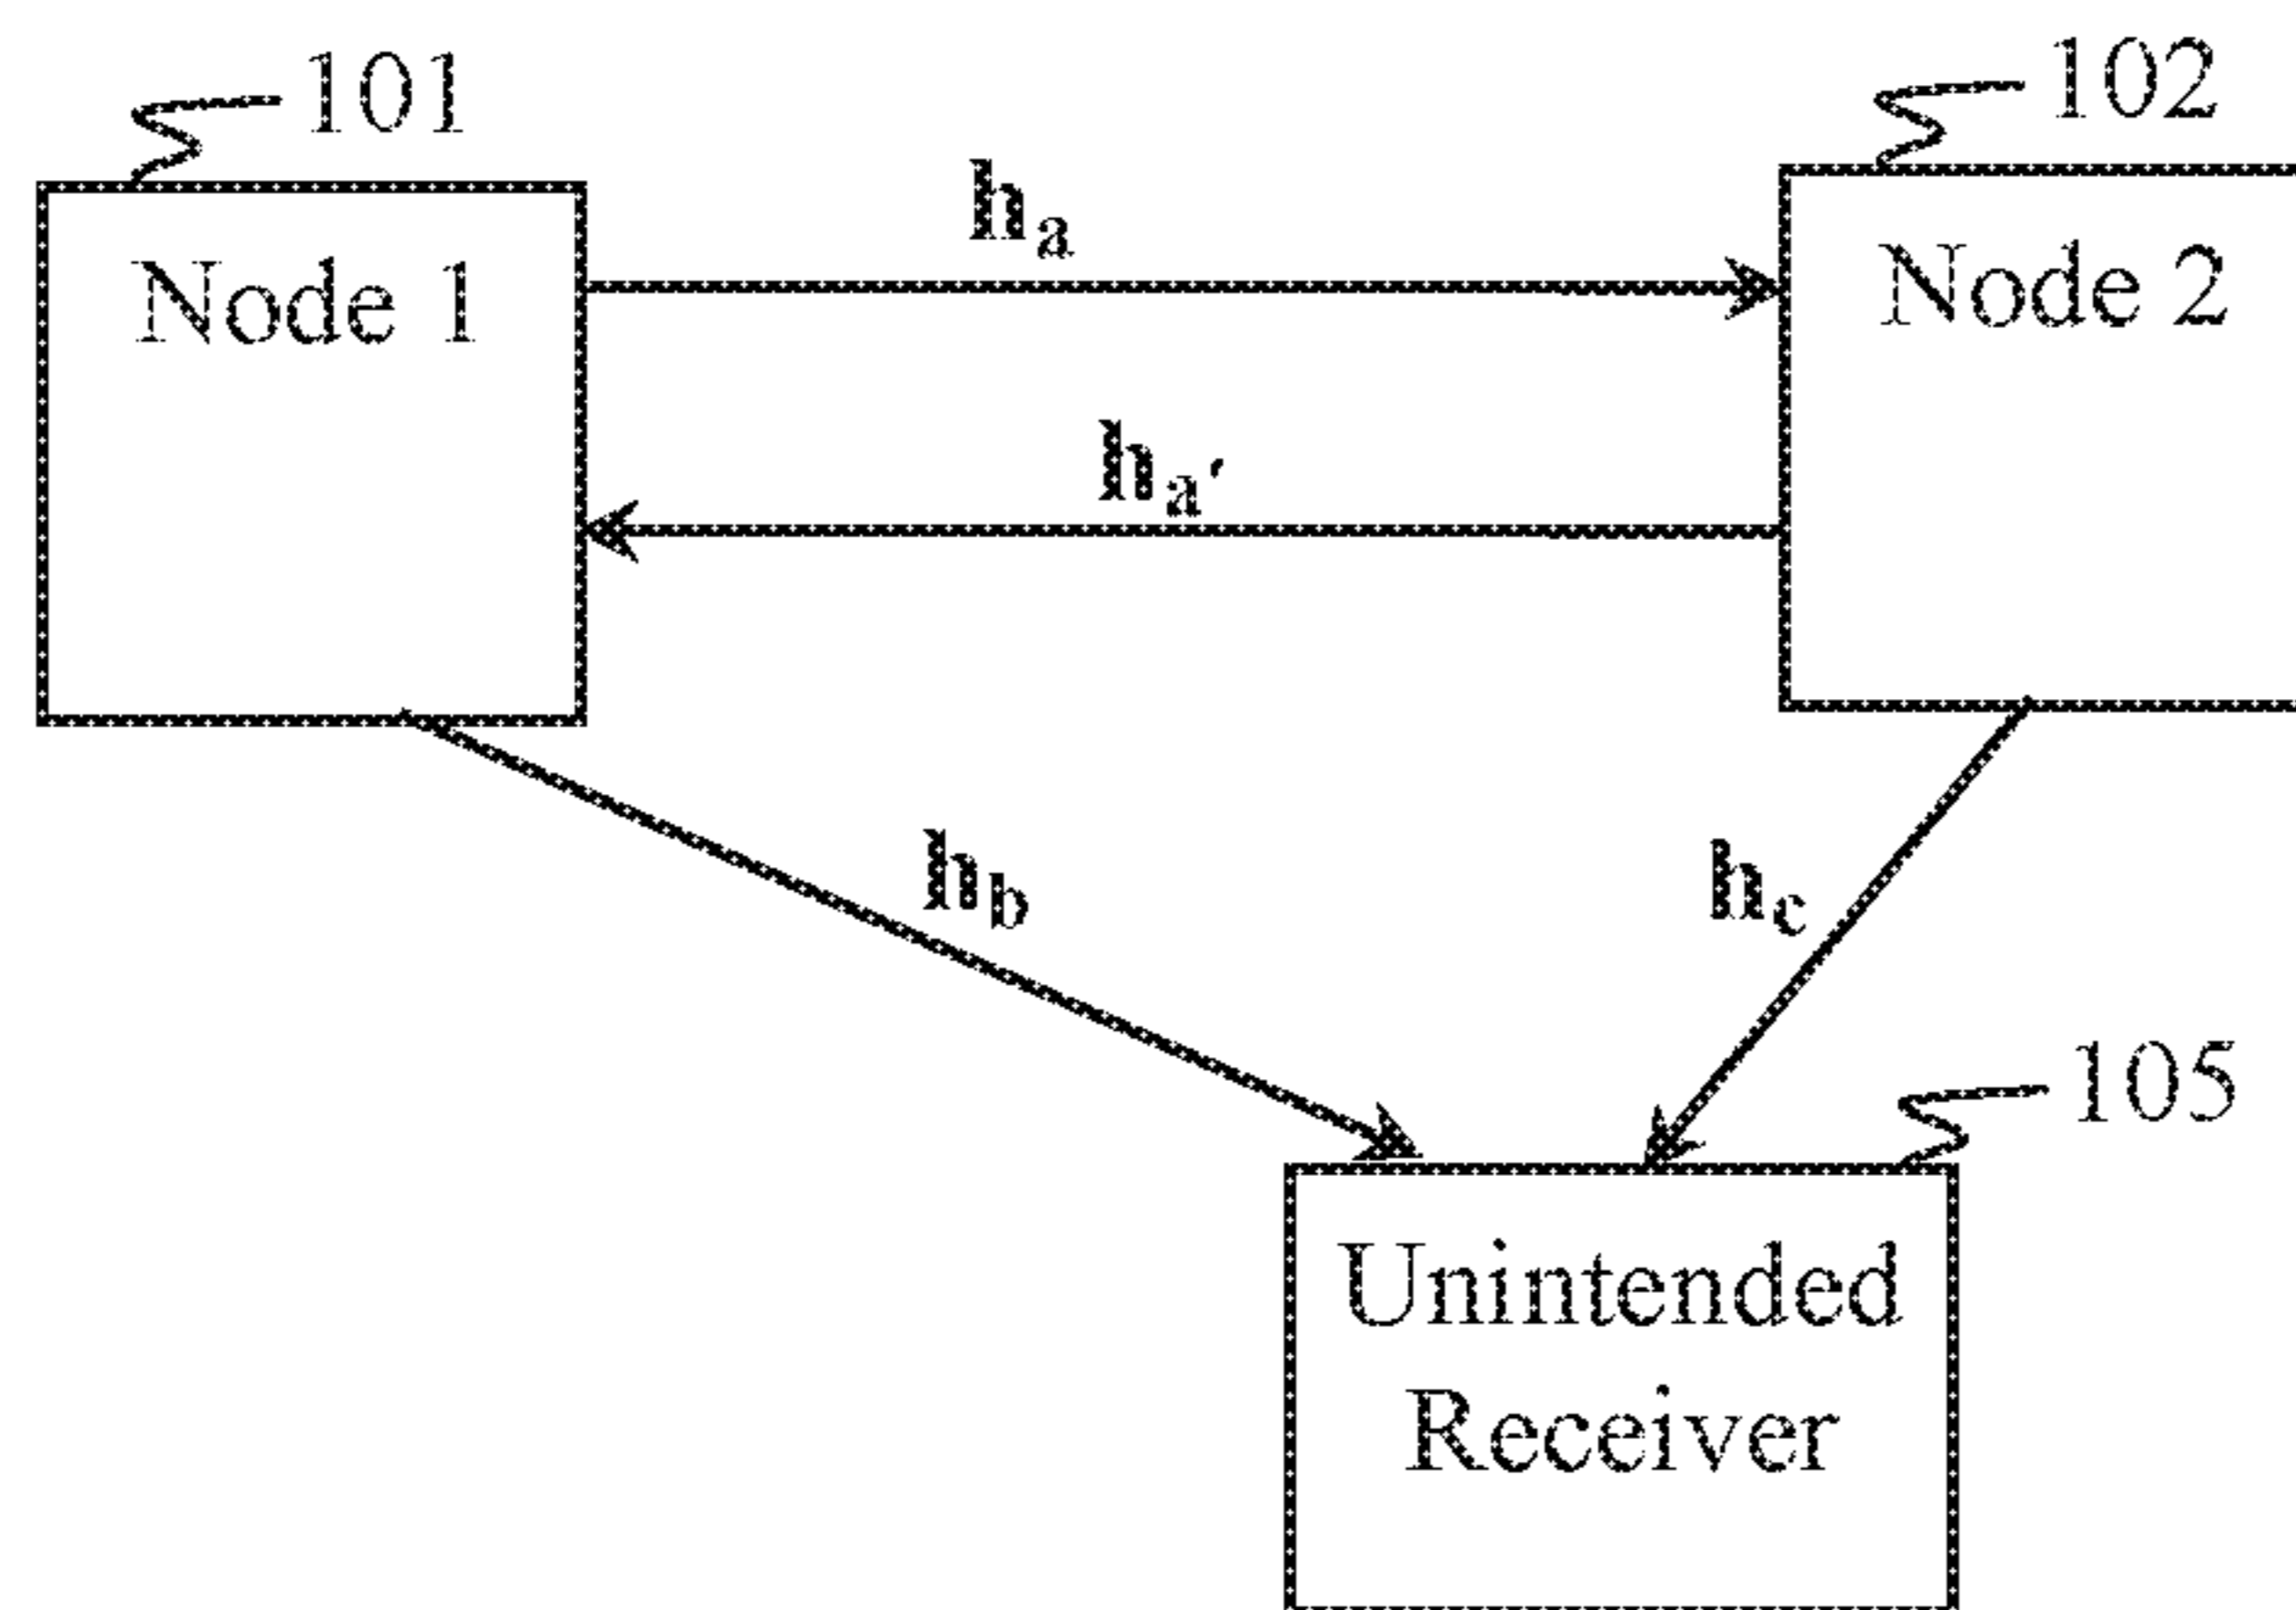 101
102
h_a
Node 1
Node 2
h_a′
h_b
h_c
105
Unintended
Receiver